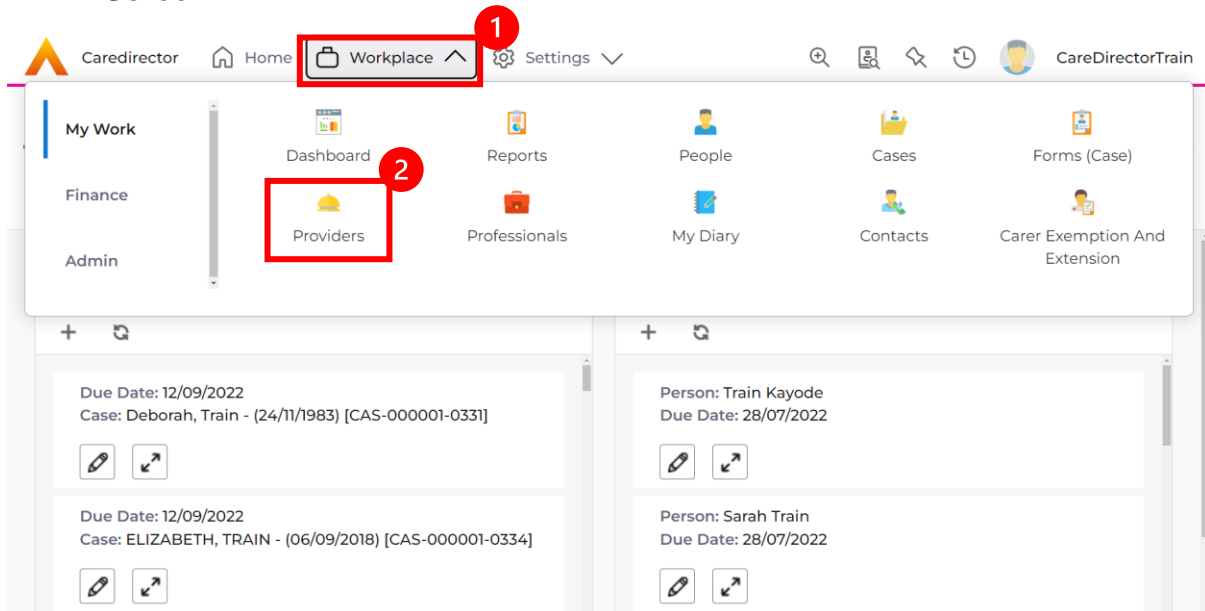 1
Caredirector Home Workplace Settings CareDirectorTrain
My Work
Dashboard Reports People Cases Forms (Case)
2
Finance
Providers Professionals My Diary Contacts Carer Exemption And
Extension
Admin
Due Date: 12/09/2022
Case: Deborah, Train - (24/11/1983) [CAS-000001-0331]
Due Date: 12/09/2022
Case: ELIZABETH, TRAIN - (06/09/2018) [CAS-000001-0334]
Person: Train Kayode
Due Date: 28/07/2022
Person: Sarah Train
Due Date: 28/07/2022